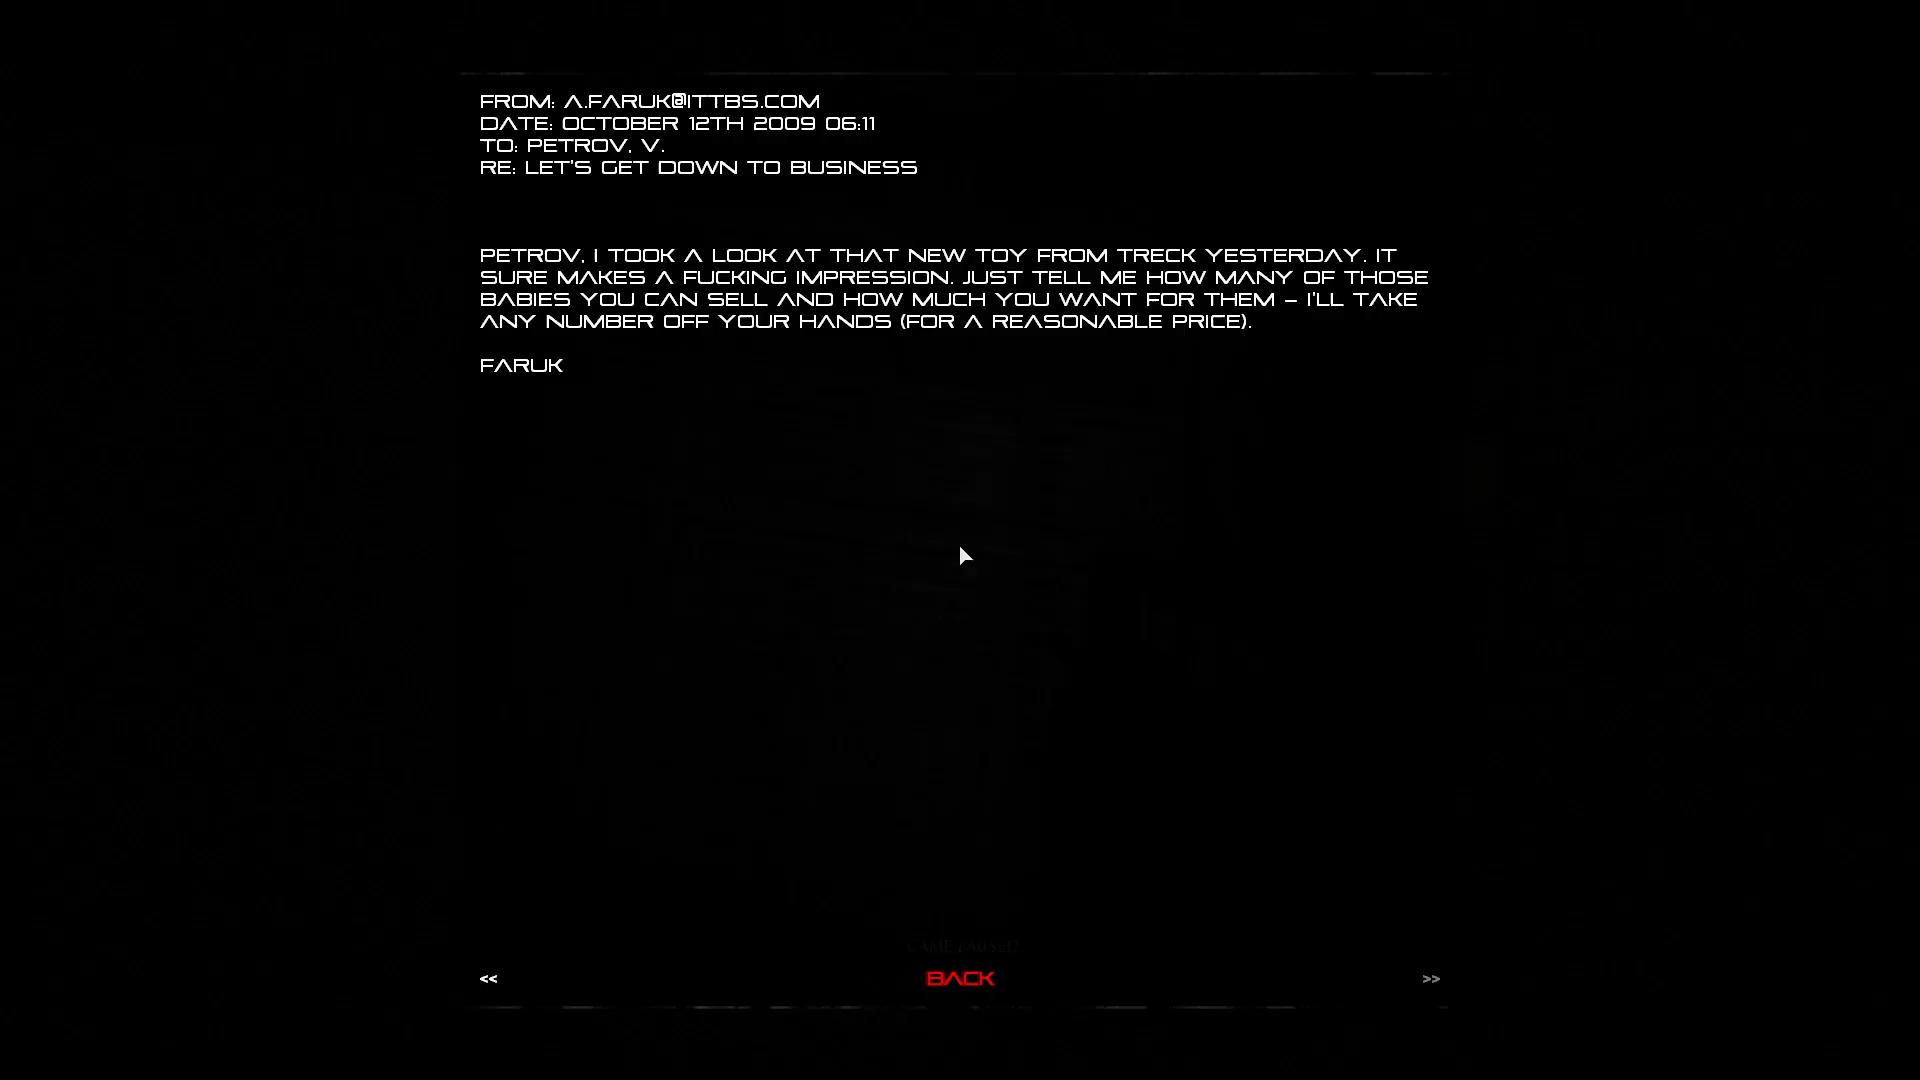 FROM: A.FARUK@ITTBS.COM
DATE: OCTOBER 12TH 2009 06:11
TO: PETROV, V.
RE: LET'S GET DOWN TO BUSINESS
PETROV, I TOOK A LOOK AT THAT NEW TOY FROM TRECK YESTERDAY. IT
SURE MAKES A FUCKING IMPRESSION. JUST TELL ME HOW MANY OF THOSE
BABIES YOU CAN SELL AND HOW MUCH YOU WANT FOR THEM – I'LL TAKE
ANY NUMBER OFF YOUR HANDS (FOR A REASONABLE PRICE).
FARUK
GAME PAUSED
<< BACK >>